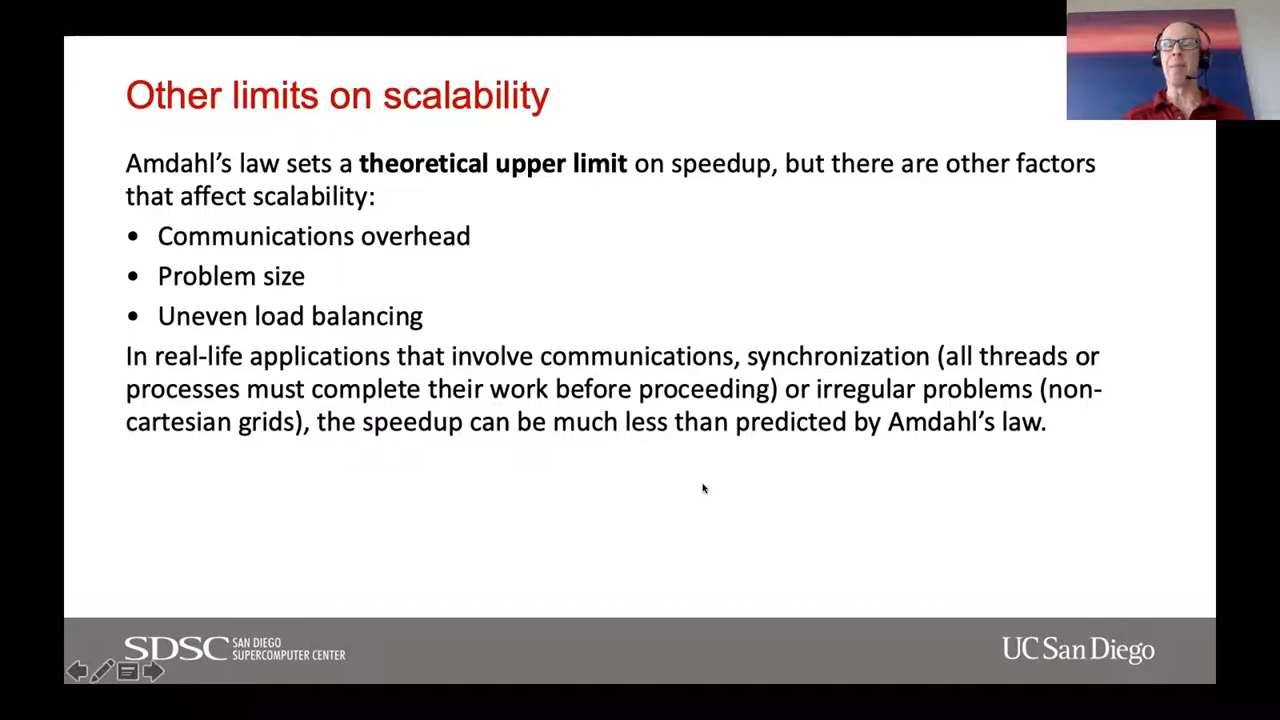 Other limits on scalability
Amdahl’s law sets a theoretical upper limit on speedup, but there are other factors
that affect scalability:
• Communications overhead
• Problem size
• Uneven load balancing
In real-life applications that involve communications, synchronization (all threads or
processes must complete their work before proceeding) or irregular problems (non-
cartesian grids), the speedup can be much less than predicted by Amdahl’s law.
SDSC SAN DIEGO
SUPERCOMPUTER CENTER
UC San Diego